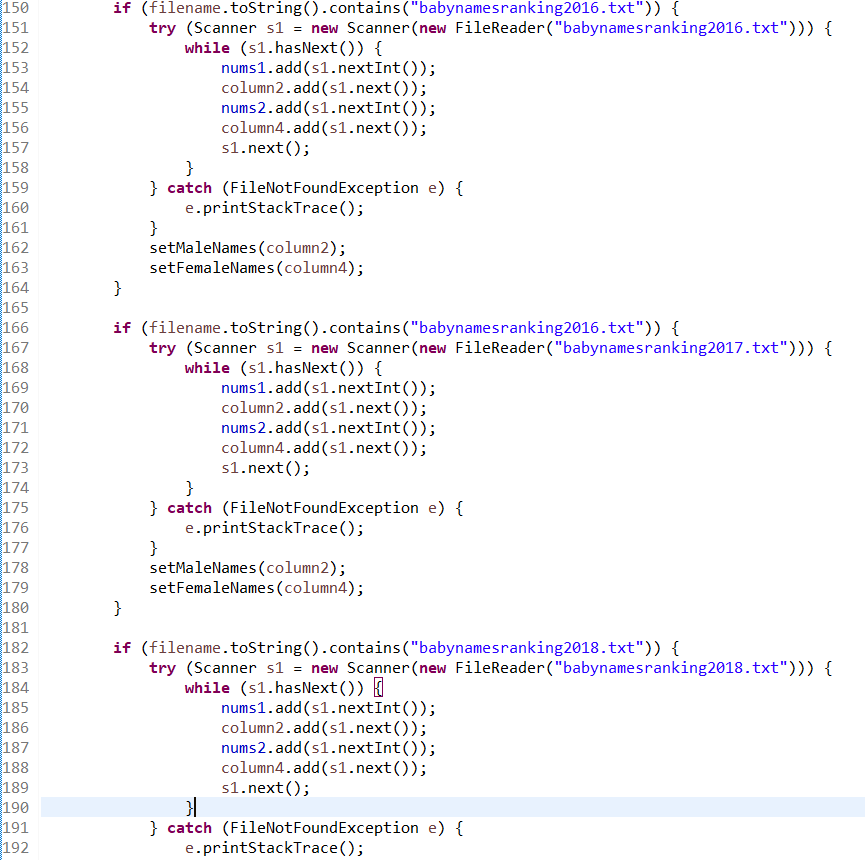 150 if (filename.toString().contains("babynamesranking2016.txt")) {
151 try (Scanner s1 = new Scanner(new FileReader("babynamesranking2016.txt"))) {
152 while (s1.hasNext()) {
153 nums1.add(s1.nextInt());
154 column2.add(s1.next());
155 nums2.add(s1.nextInt());
156 column4.add(s1.next());
157 s1.next();
158 }
159 } catch (FileNotFoundException e) {
160 e.printStackTrace();
161 }
162 setMaleNames(column2);
163 setFemaleNames(column4);
164 }
165
166 if (filename.toString().contains("babynamesranking2016.txt")) {
167 try (Scanner s1 = new Scanner(new FileReader("babynamesranking2017.txt"))) {
168 while (s1.hasNext()) {
169 nums1.add(s1.nextInt());
170 column2.add(s1.next());
171 nums2.add(s1.nextInt());
172 column4.add(s1.next());
173 s1.next();
174 }
175 } catch (FileNotFoundException e) {
176 e.printStackTrace();
177 }
178 setMaleNames(column2);
179 setFemaleNames(column4);
180 }
181
182 if (filename.toString().contains("babynamesranking2018.txt")) {
183 try (Scanner s1 = new Scanner(new FileReader("babynamesranking2018.txt"))) {
184 while (s1.hasNext()) {
185 nums1.add(s1.nextInt());
186 column2.add(s1.next());
187 nums2.add(s1.nextInt());
188 column4.add(s1.next());
189 s1.next();
190 }
191 } catch (FileNotFoundException e) {
192 e.printStackTrace();